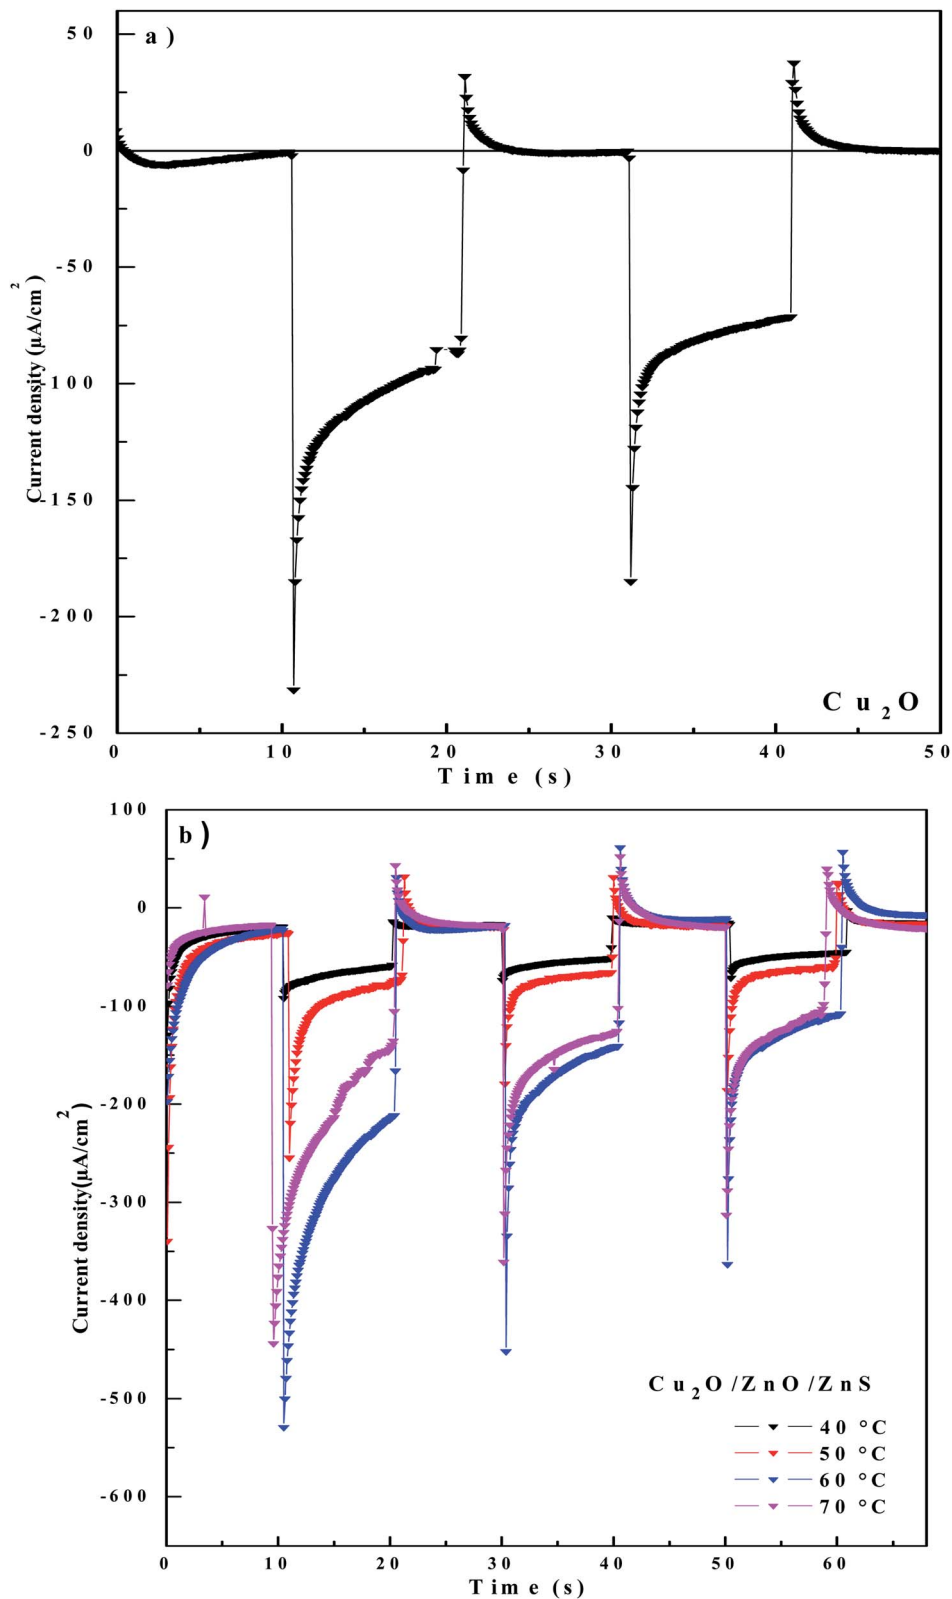 a)
50
0
-50
-100
-150
-200
-250
Current density (μA/cm²)
Cu₂O
0 10 20 30 40 50
Time (s)
b)
100
0
-100
-200
-300
-400
-500
-600
Current density(μA/cm²)
Cu₂O/ZnO/ZnS
40 °C
50 °C
60 °C
70 °C
0 10 20 30 40 50 60
Time (s)